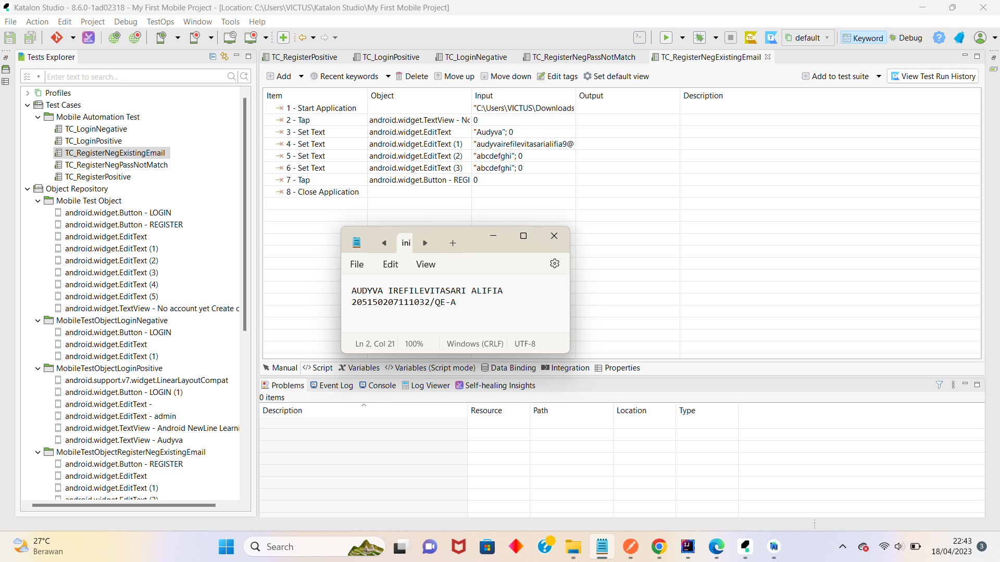 Katalon Studio - 8.6.0-1ad02318 - My First Mobile Project - [Location: C:\Users\VICTUS\Katalon Studio\My First Mobile Project]
File Action Edit Project Debug TestOps Window Tools Help
default Keyword Debug
Tests Explorer
Enter text to search...
Profiles
Test Cases
Mobile Automation Test
TC_LoginNegative
TC_LoginPositive
TC_RegisterNegExistingEmail
TC_RegisterNegPassNotMatch
TC_RegisterPositive
Object Repository
Mobile Test Object
android.widget.Button - LOGIN
android.widget.Button - REGISTER
android.widget.EditText
android.widget.EditText (1)
android.widget.EditText (2)
android.widget.EditText (3)
android.widget.EditText (4)
android.widget.EditText (5)
android.widget.TextView - No account yet Create c
MobileTestObjectLoginNegative
android.widget.Button - LOGIN
android.widget.EditText
android.widget.EditText (1)
MobileTestObjectLoginPositive
android.support.v7.widget.LinearLayoutCompat
android.widget.Button - LOGIN (1)
android.widget.EditText -
android.widget.EditText - admin
android.widget.TextView - Android NewLine Learni
android.widget.TextView - Audyva
MobileTestObjectRegisterNegExistingEmail
android.widget.Button - REGISTER
android.widget.EditText
android.widget.EditText (1)
android.widget.EditText (2)
TC_RegisterPositive TC_LoginPositive TC_LoginNegative TC_RegisterNegPassNotMatch TC_RegisterNegExistingEmail
Add Recent keywords Delete Move up Move down Edit tags Set default view Add to test suite View Test Run History
Item Object Input Output Description
1 - Start Application "C:\Users\VICTUS\Downloads
2 - Tap android.widget.TextView - Nc 0
3 - Set Text android.widget.EditText "Audyva"; 0
4 - Set Text android.widget.EditText (1) "audyvairefilevitasarialifia9@
5 - Set Text android.widget.EditText (2) "abcdefghi"; 0
6 - Set Text android.widget.EditText (3) "abcdefghi"; 0
7 - Tap android.widget.Button - REGI 0
8 - Close Application
ini
File Edit View
AUDYVA IREFILEVITASARI ALIFIA
205150207111032/QE-A
Ln 2, Col 21 100% Windows (CRLF) UTF-8
Manual Script Variables Variables (Script mode) Data Binding Integration Properties
Problems Event Log Console Log Viewer Self-healing Insights
0 items
Description Resource Path Location Type
27°C
Berawan
Search
22:43
18/04/2023
3